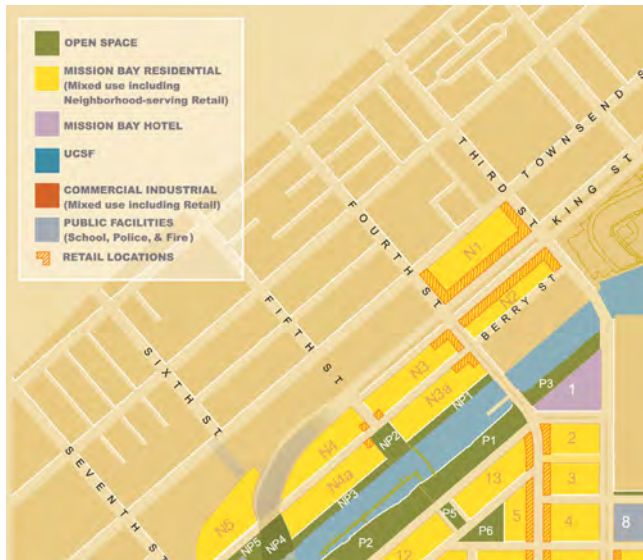 OPEN SPACE
MISSION BAY RESIDENTIAL
(Mixed use including
Neighborhood-serving Retail)
MISSION BAY HOTEL
UCSF
COMMERCIAL INDUSTRIAL
(Mixed use including Retail)
PUBLIC FACILITIES
(School, Police, & Fire)
RETAIL LOCATIONS
TOWNSEND S
THIRD ST
KING ST
FOURTH ST
N1
N2
BERRY ST
FIFTH ST
SIXTH ST
SEVENTH ST
N3
N3a
NP1
P3
1
N4
NP2
P1
2
N4a
NP3
13
3
N5
P5
P6
5
4
8
NP5
NP4
P2
12